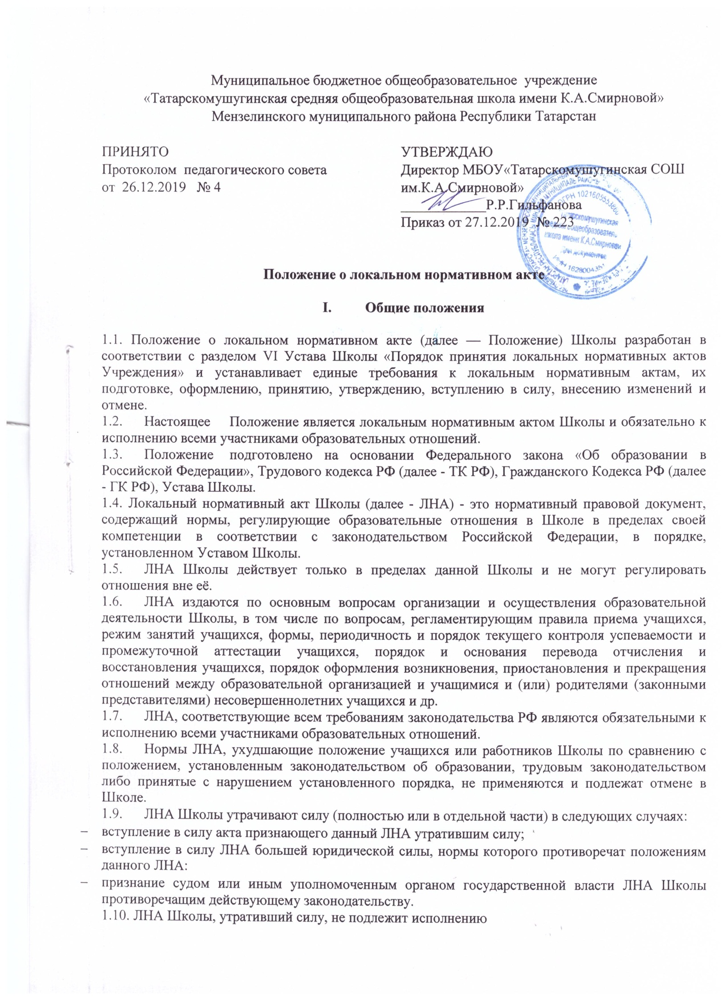 Муниципальное бюджетное общеобразовательное учреждение
«Татарскомушугинская средняя общеобразовательная школа имени К.А.Смирновой»
Мензелинского муниципального района Республики Татарстан
ПРИНЯТО
Протоколом педагогического совета
от 26.12.2019 № 4
УТВЕРЖДАЮ
Директор МБОУ«Татарскомушугинская СОШ
им.К.А.Смирновой»
____________Р.Р.Гильфанова
Приказ от 27.12.2019 № 223
ОГРН 1021605553860
Татарскомушугинская
школа имени К.А.Смирновой
Для документов
ИНН 1628004351
Положение о локальном нормативном акте
I. Общие положения
1.1. Положение о локальном нормативном акте (далее — Положение) Школы разработан в
соответствии с разделом VI Устава Школы «Порядок принятия локальных нормативных актов
Учреждения» и устанавливает единые требования к локальным нормативным актам, их
подготовке, оформлению, принятию, утверждению, вступлению в силу, внесению изменений и
отмене.
1.2. Настоящее Положение является локальным нормативным актом Школы и обязательно к
исполнению всеми участниками образовательных отношений.
1.3. Положение подготовлено на основании Федерального закона «Об образовании в
Российской Федерации», Трудового кодекса РФ (далее - ТК РФ), Гражданского Кодекса РФ (далее
- ГК РФ), Устава Школы.
1.4. Локальный нормативный акт Школы (далее - ЛНА) - это нормативный правовой документ,
содержащий нормы, регулирующие образовательные отношения в Школе в пределах своей
компетенции в соответствии с законодательством Российской Федерации, в порядке,
установленном Уставом Школы.
1.5. ЛНА Школы действует только в пределах данной Школы и не могут регулировать
отношения вне её.
1.6. ЛНА издаются по основным вопросам организации и осуществления образовательной
деятельности Школы, в том числе по вопросам, регламентирующим правила приема учащихся,
режим занятий учащихся, формы, периодичность и порядок текущего контроля успеваемости и
промежуточной аттестации учащихся, порядок и основания перевода отчисления и
восстановления учащихся, порядок оформления возникновения, приостановления и прекращения
отношений между образовательной организацией и учащимися и (или) родителями (законными
представителями) несовершеннолетних учащихся и др.
1.7. ЛНА, соответствующие всем требованиям законодательства РФ являются обязательными к
исполнению всеми участниками образовательных отношений.
1.8. Нормы ЛНА, ухудшающие положение учащихся или работников Школы по сравнению с
положением, установленным законодательством об образовании, трудовым законодательством
либо принятые с нарушением установленного порядка, не применяются и подлежат отмене в
Школе.
1.9. ЛНА Школы утрачивают силу (полностью или в отдельной части) в следующих случаях:
– вступление в силу акта признающего данный ЛНА утратившим силу;
– вступление в силу ЛНА большей юридической силы, нормы которого противоречат положениям
данного ЛНА:
– признание судом или иным уполномоченным органом государственной власти ЛНА Школы
противоречащим действующему законодательству.
1.10. ЛНА Школы, утративший силу, не подлежит исполнению